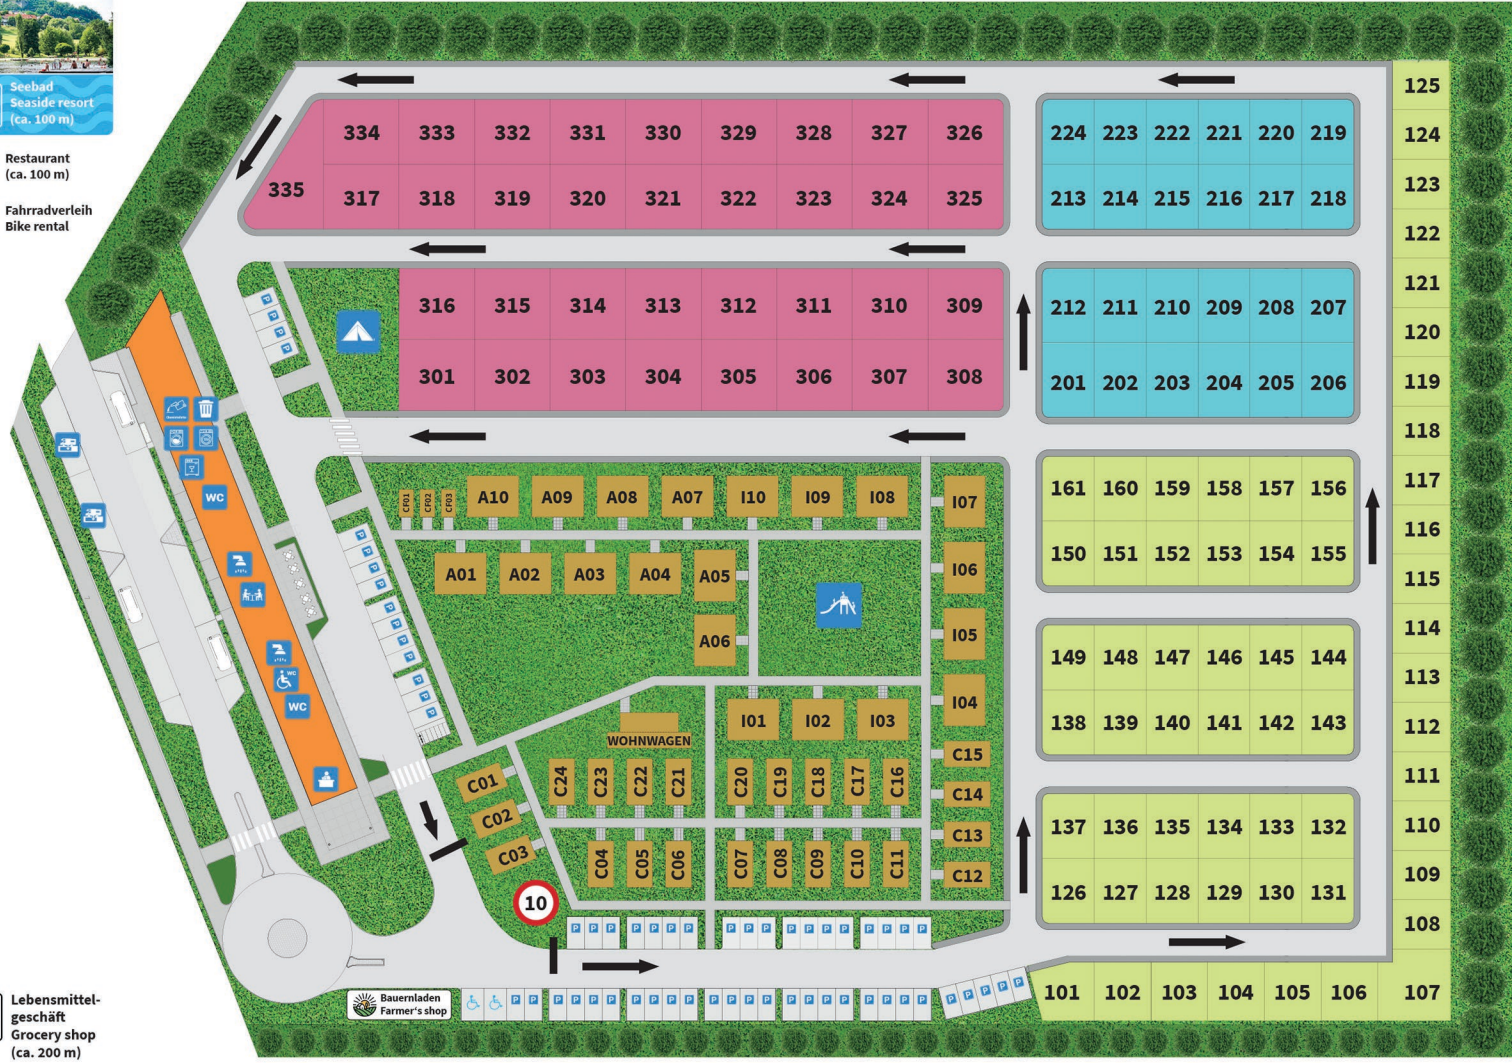 Seebad
Seaside resort
(ca. 100 m)
Restaurant
(ca. 100 m)
Fahrradverleih
Bike rental
334 333 332 331 330 329 328 327 326
335 317 318 319 320 321 322 323 324 325
316 315 314 313 312 311 310 309
301 302 303 304 305 306 307 308
224 223 222 221 220 219
213 214 215 216 217 218
212 211 210 209 208 207
201 202 203 204 205 206
161 160 159 158 157 156
150 151 152 153 154 155
149 148 147 146 145 144
138 139 140 141 142 143
137 136 135 134 133 132
126 127 128 129 130 131
125
124
123
122
121
120
119
118
117
116
115
114
113
112
111
110
109
108
101 102 103 104 105 106 107
CF01 CF02 CF03 A10 A09 A08 A07 I10 I09 I08 I07
A01 A02 A03 A04 A05 I06
A06 I05
I04
I01 I02 I03
WOHNWAGEN
C15
C14
C13
C12
C01
C02
C03
C24 C23 C22 C21 C20 C19 C18 C17 C16
C04 C05 C06 C07 C08 C09 C10 C11
WC
WC
WC
10
P P P P
P P P P
P P P P P
P P P
P P P P P P P P P P P P P P P P P P
P P P P P P P P P P P P P P P P P P
P P P P P
Bauernladen
Farmer's shop
Lebensmittel-
geschäft
Grocery shop
(ca. 200 m)